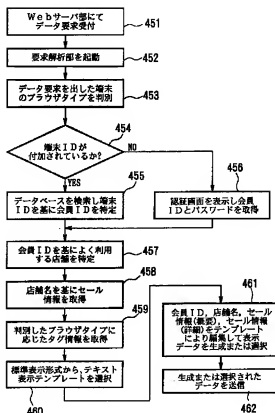 Webサーバ部にて
データ要求受付
451
要求解析部を起動
452
データ要求を出した端末
のブラウザタイプを判別
453
端末IDが
付加されているか?
454
NO
YES
455
データベースを検索し端末
IDを基に会員IDを特定
456
認証画面を表示し会員
IDとパスワードを取得
会員IDを基によく利用
する店舗を特定
457
458
店舗名を基にセール
情報を取得
459
判別したブラウザタイプに
応じたタグ情報を取得
標準表示形式から、テキスト
表示テンプレートを選択
460
461
会員ID,店舗名,セール
情報(概要),セール情報
(詳細)をテンプレート
により編集して表示
データを生成または選択
生成または選択された
データを送信
462